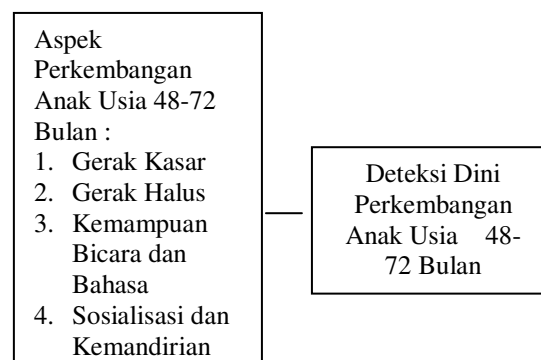 Aspek
Perkembangan
Anak Usia 48-72
Bulan :
1. Gerak Kasar
2. Gerak Halus
3. Kemampuan
Bicara dan
Bahasa
4. Sosialisasi dan
Kemandirian
Deteksi Dini
Perkembangan
Anak Usia 48-
72 Bulan